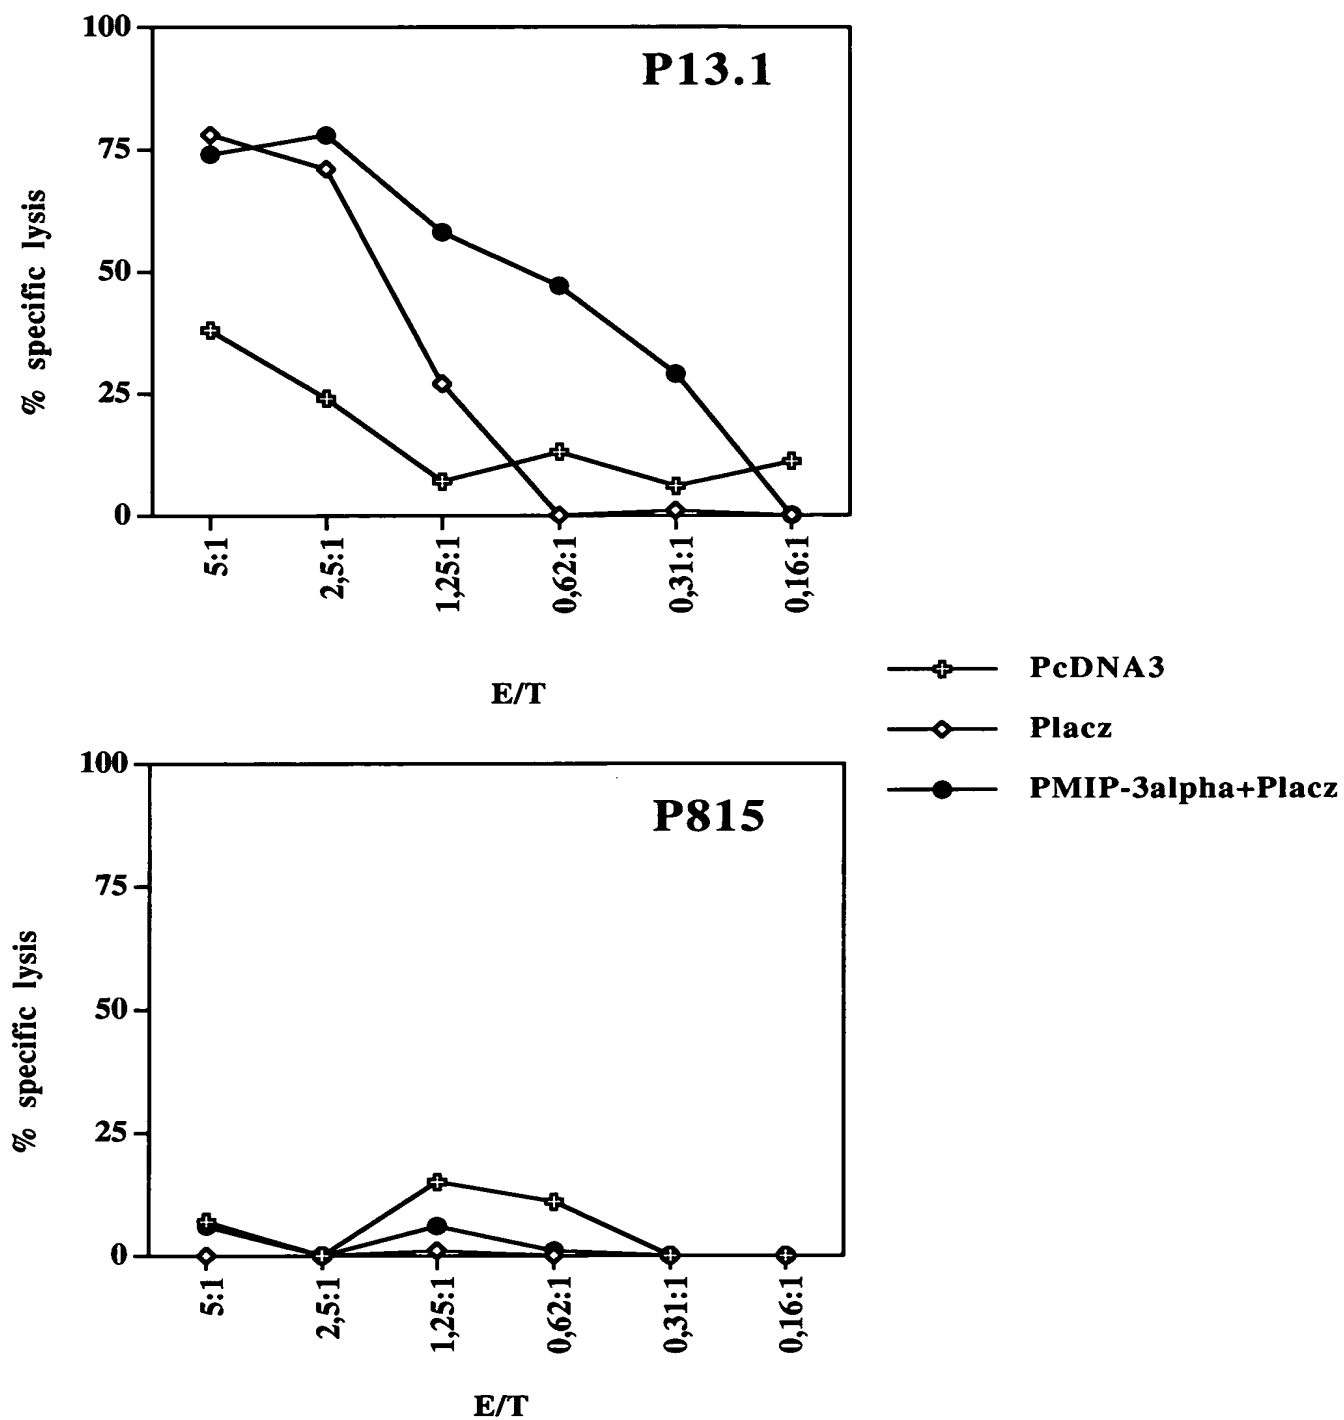 100
P13.1
75
50
25
0
% specific lysis
5:1
2,5:1
1,25:1
0,62:1
0,31:1
0,16:1
E/T
PcDNA3
Placz
PMIP-3alpha+Placz
100
P815
75
50
25
0
% specific lysis
5:1
2,5:1
1,25:1
0,62:1
0,31:1
0,16:1
E/T